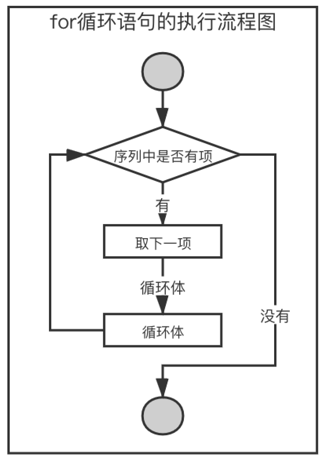 for循环语句的执行流程图
序列中是否有项
有
取下一项
循环体
循环体
没有